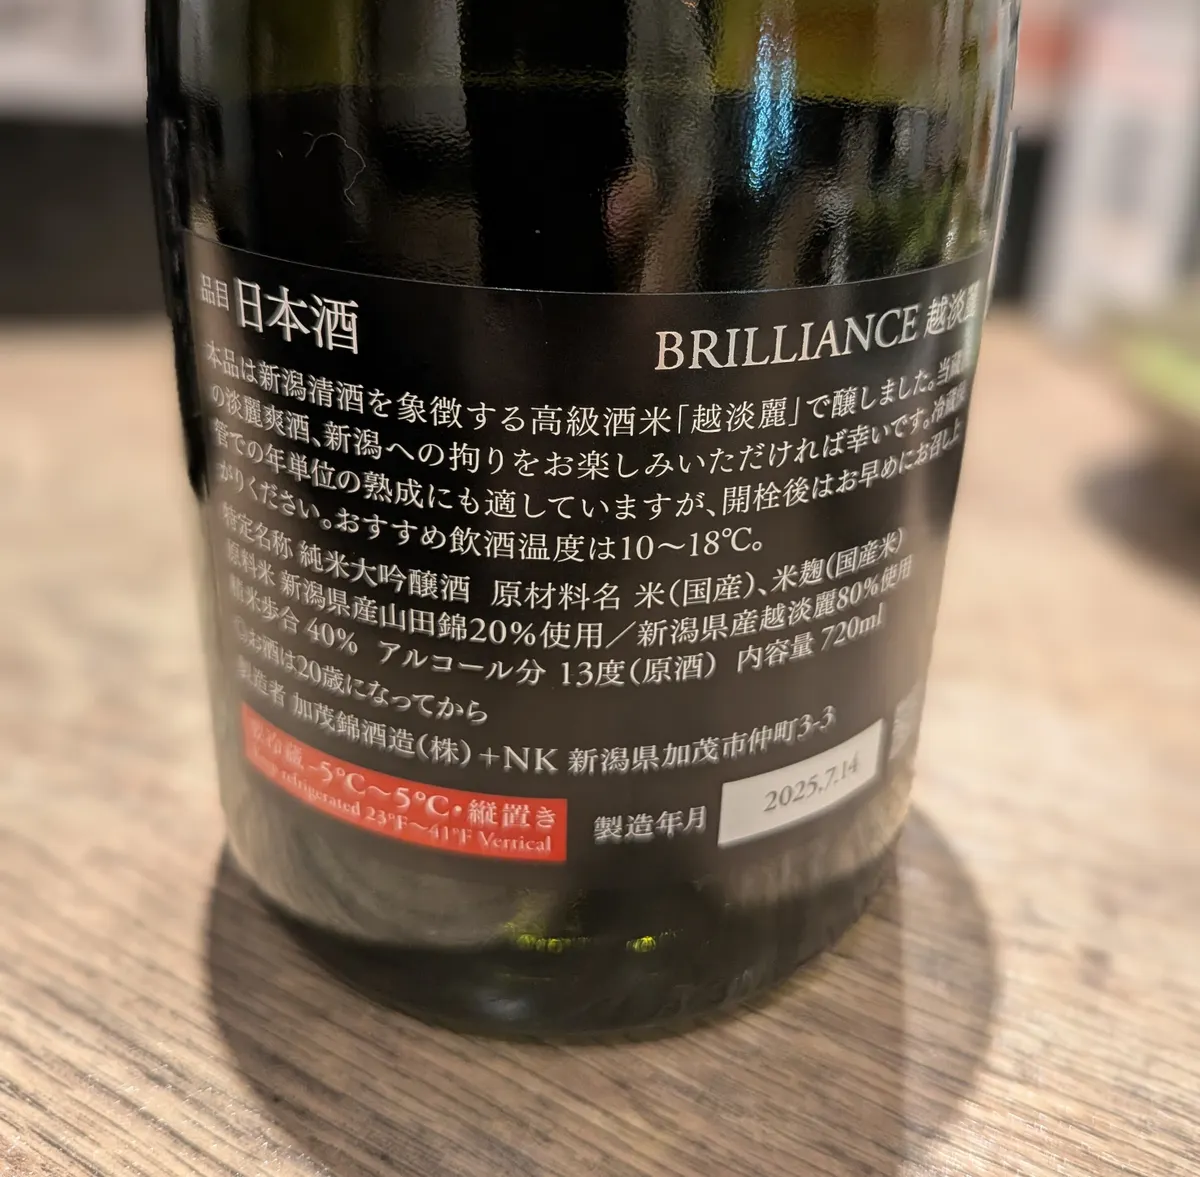 品目 日本酒
BRILLIANCE 越淡麗
本品は新潟清酒を象徴する高級酒米「越淡麗」で醸しました。当蔵
の淡麗爽酒、新潟への拘りをお楽しみいただければ幸いです。冷蔵保
管での年単位の熟成にも適していますが、開栓後はお早めにお召し上
がりください。おすすめ飲酒温度は10〜18℃。
特定名称 純米大吟醸酒 原材料名 米(国産)、米麹(国産米)
原料米 新潟県産山田錦20%使用/新潟県産越淡麗80%使用
精米歩合 40% アルコール分 13度(原酒) 内容量 720ml
お酒は20歳になってから
製造者 加茂錦酒造(株)+NK 新潟県加茂市仲町3-3
要冷蔵 -5℃〜5℃・縦置き
refrigerated 23°F〜41°F Vertical
製造年月 2025.7.14